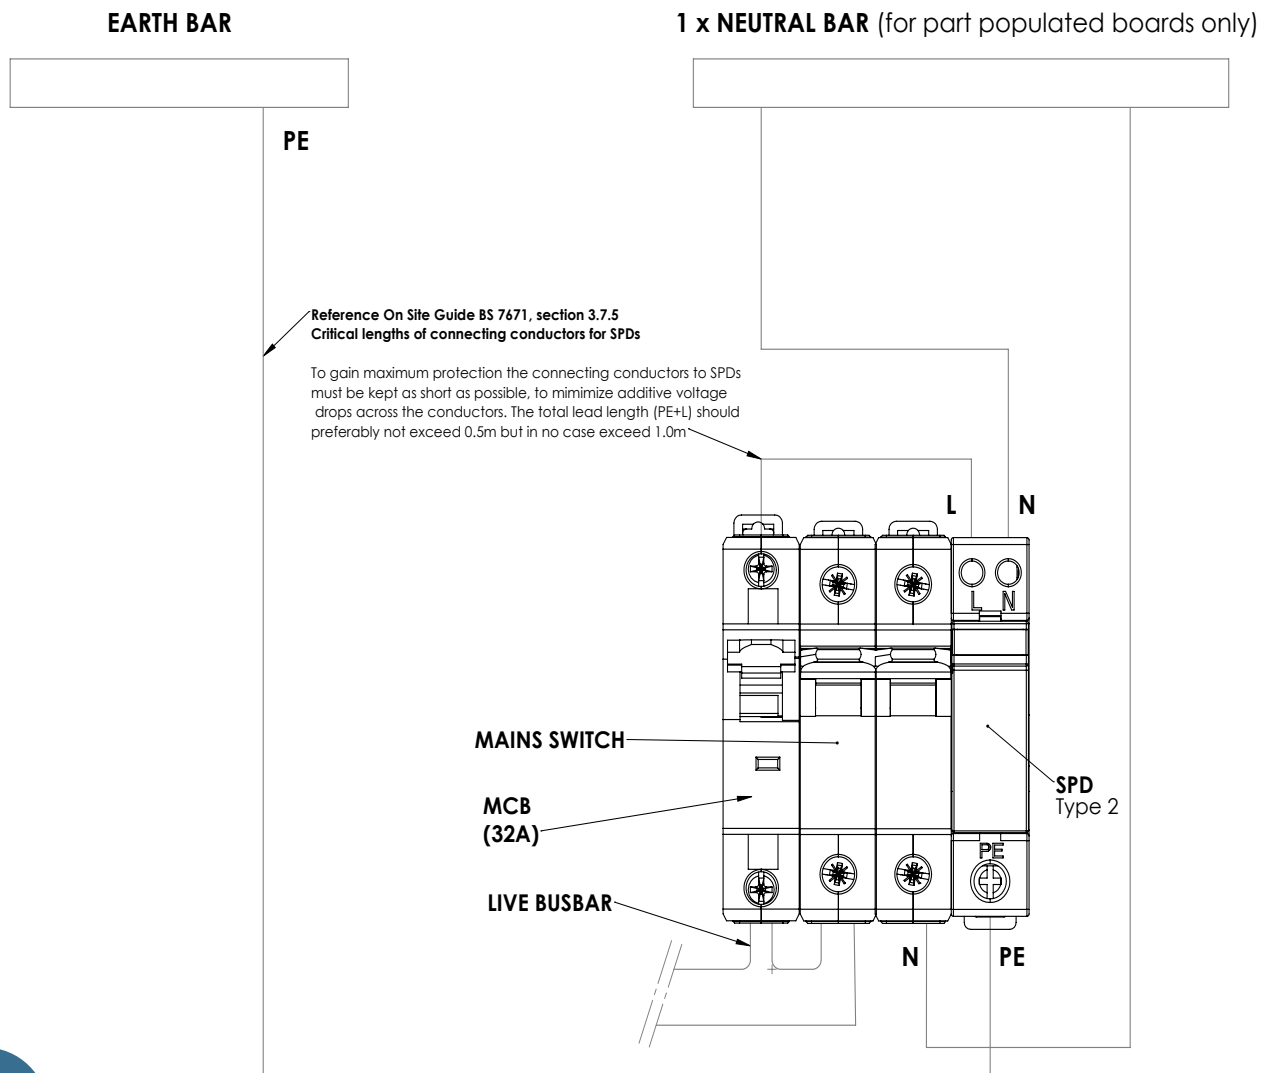 EARTH BAR
1 x NEUTRAL BAR (for part populated boards only)
PE
Reference On Site Guide BS 7671, section 3.7.5
Critical lengths of connecting conductors for SPDs
To gain maximum protection the connecting conductors to SPDs
must be kept as short as possible, to mimimize additive voltage
drops across the conductors. The total lead length (PE+L) should
preferably not exceed 0.5m but in no case exceed 1.0m
L N
L N
MAINS SWITCH
MCB
(32A)
SPD
Type 2
PE
LIVE BUSBAR
N PE